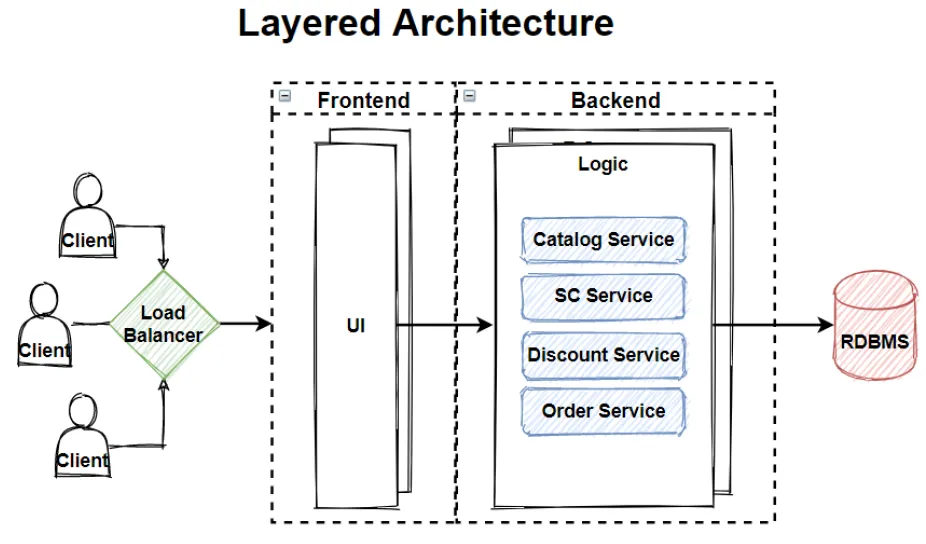 Layered Architecture
Frontend
Backend
Logic
Client
Catalog Service
Client
Load
Balancer
UI
SC Service
RDBMS
Client
Discount Service
Order Service